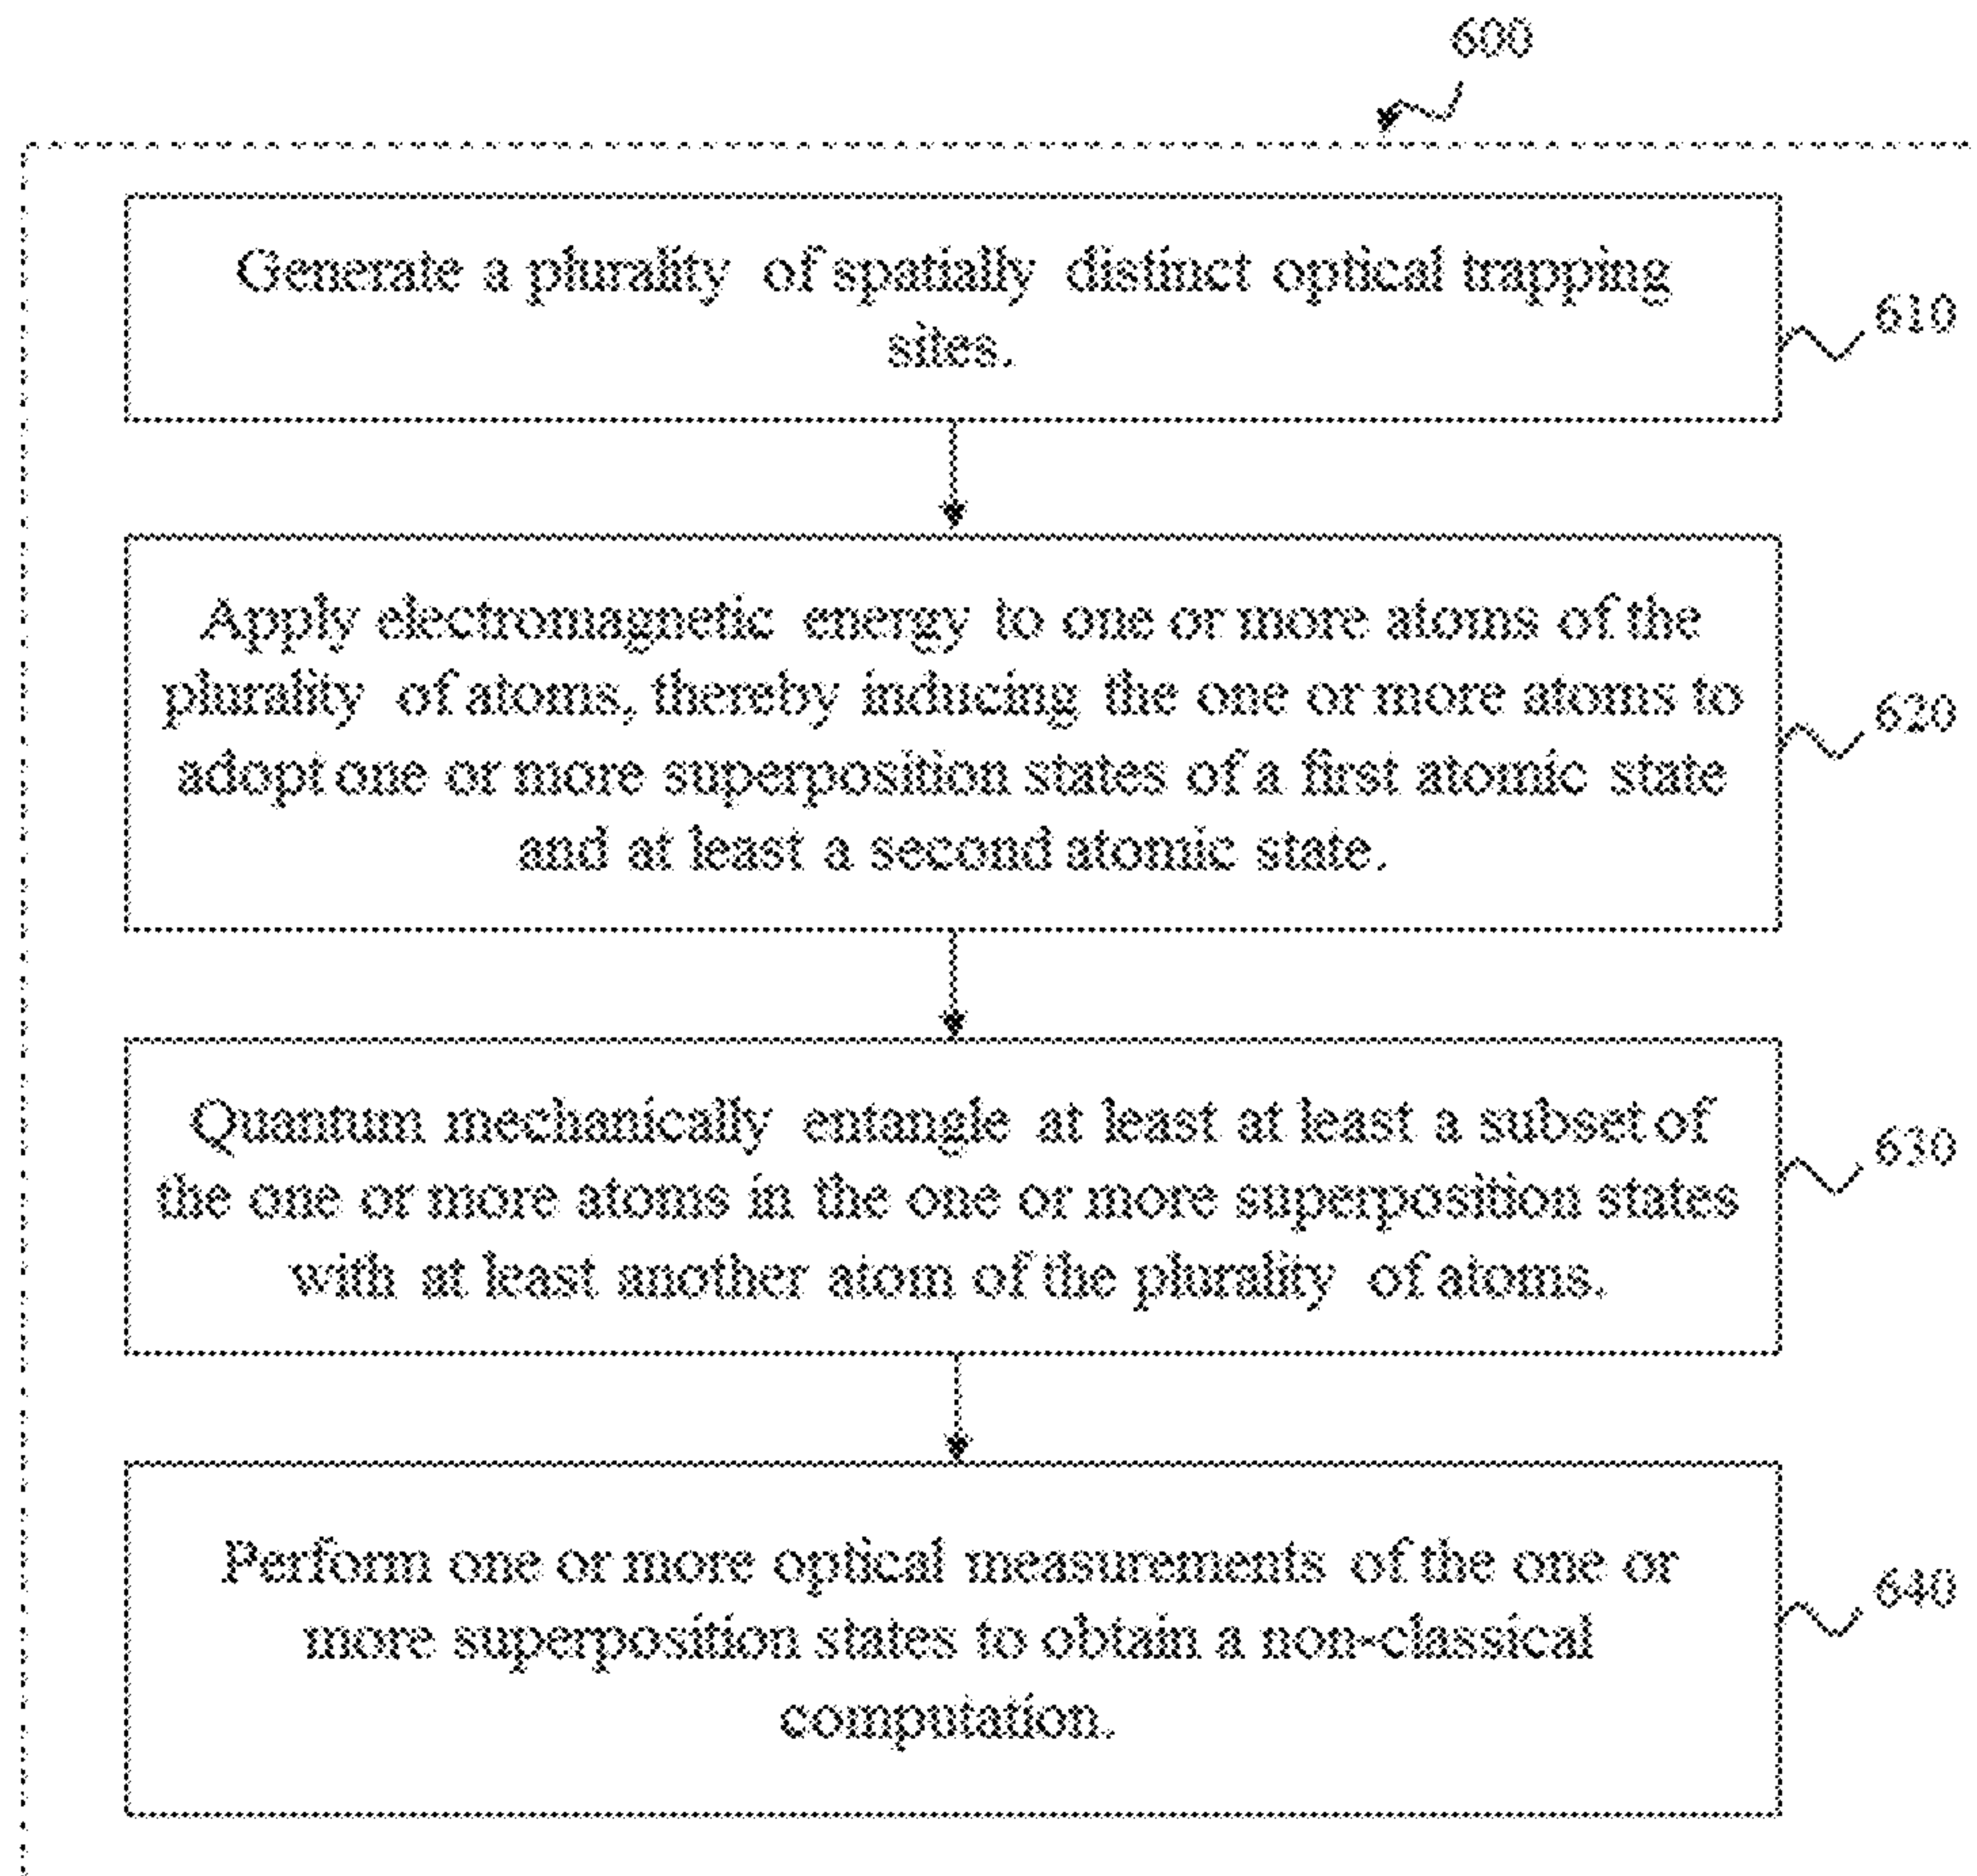 600
Generate a plurality of spatially distinct optical trapping
sites.
610
Apply electromagnetic energy to one or more atoms of the
plurality of atoms, thereby inducing the one or more atoms to
adopt one or more superposition states of a first atomic state
and at least a second atomic state.
620
Quantum mechanically entangle at least at least a subset of
the one or more atoms in the one or more superposition states
with at least another atom of the plurality of atoms.
630
Perform one or more optical measurements of the one or
more superposition states to obtain a non-classical
computation.
640